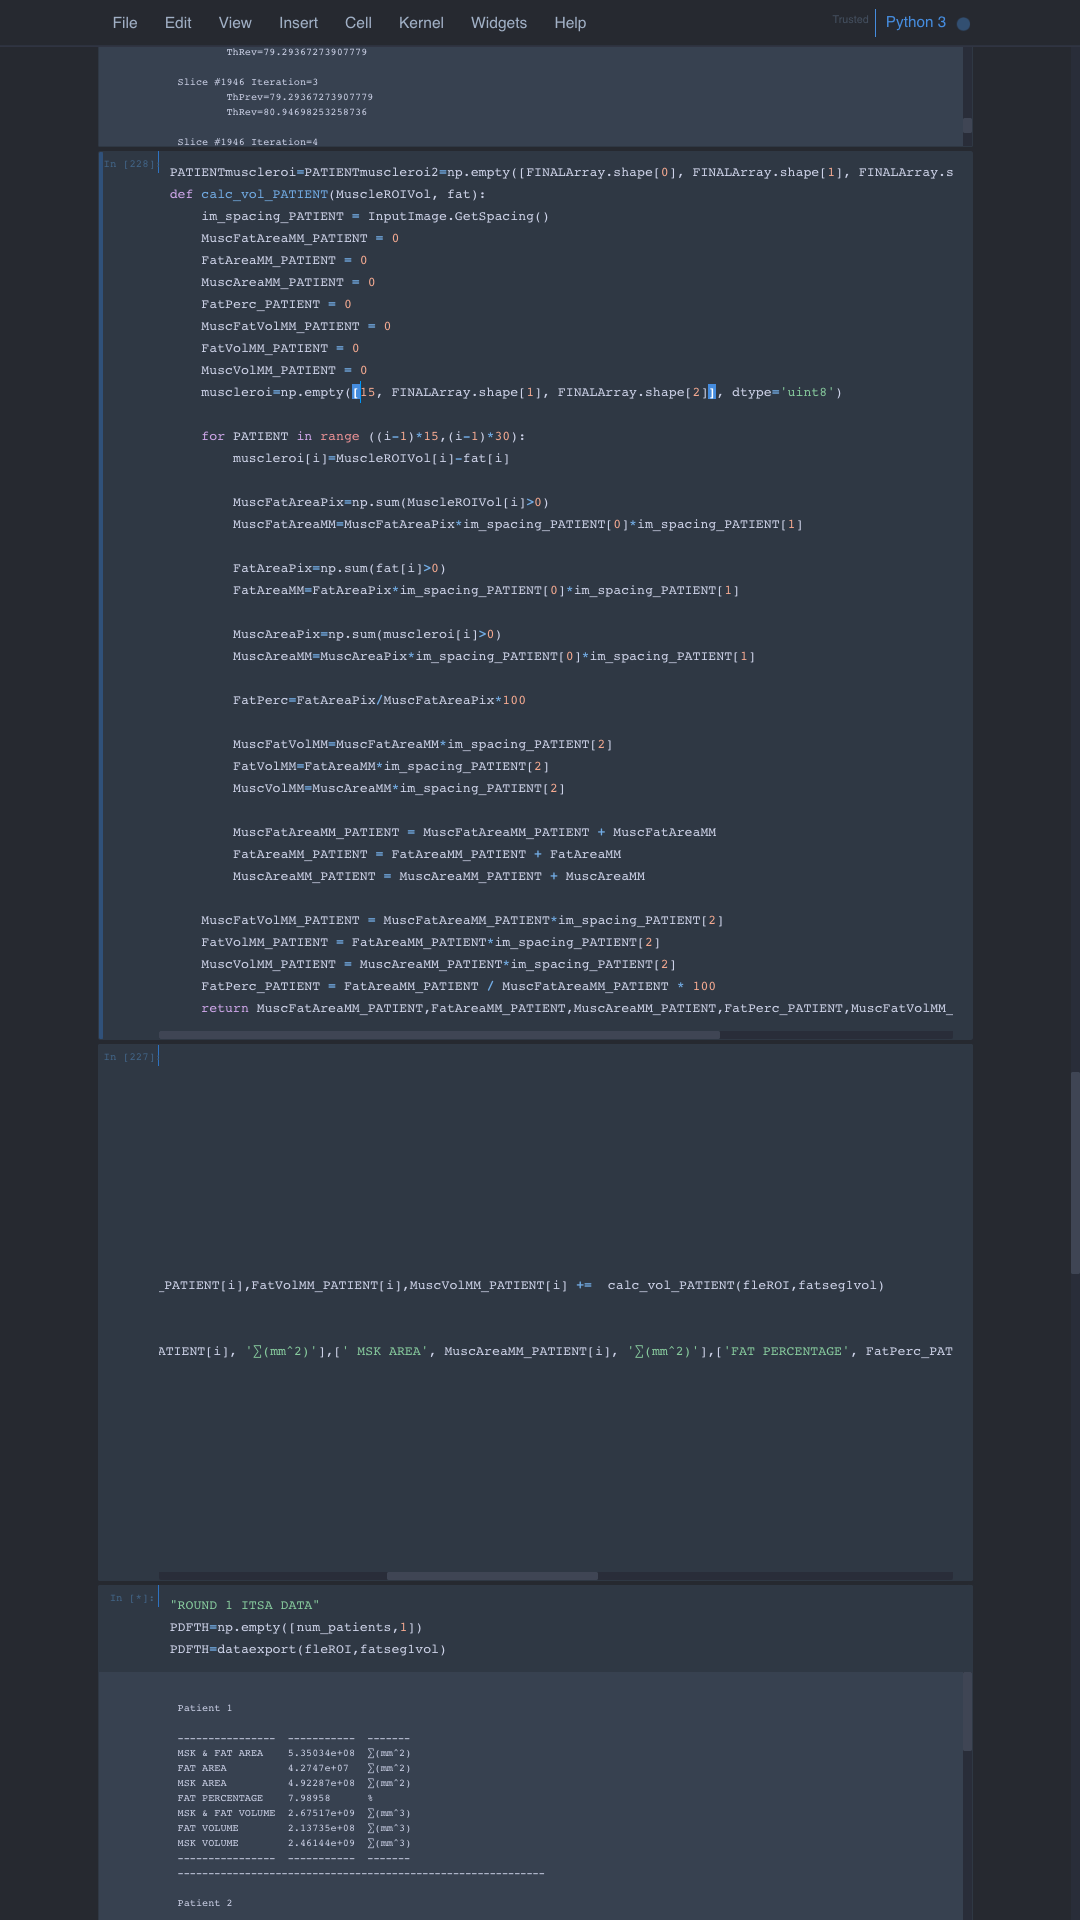 File Edit View Insert Cell Kernel Widgets Help Trusted Python 3
ThRev=79.29367273907779
Slice #1946 Iteration=3
ThPrev=79.29367273907779
ThRev=80.94698253258736
Slice #1946 Iteration=4
In [228]
PATIENTmuscleroi=PATIENTmuscleroi2=np.empty([FINALArray.shape[0], FINALArray.shape[1], FINALArray.s
def calc_vol_PATIENT(MuscleROIVol, fat):
im_spacing_PATIENT = InputImage.GetSpacing()
MuscFatAreaMM_PATIENT = 0
FatAreaMM_PATIENT = 0
MuscAreaMM_PATIENT = 0
FatPerc_PATIENT = 0
MuscFatVolMM_PATIENT = 0
FatVolMM_PATIENT = 0
MuscVolMM_PATIENT = 0
muscleroi=np.empty([15, FINALArray.shape[1], FINALArray.shape[2]], dtype='uint8')
for PATIENT in range ((i-1)*15,(i-1)*30):
muscleroi[i]=MuscleROIVol[i]-fat[i]
MuscFatAreaPix=np.sum(MuscleROIVol[i]>0)
MuscFatAreaMM=MuscFatAreaPix*im_spacing_PATIENT[0]*im_spacing_PATIENT[1]
FatAreaPix=np.sum(fat[i]>0)
FatAreaMM=FatAreaPix*im_spacing_PATIENT[0]*im_spacing_PATIENT[1]
MuscAreaPix=np.sum(muscleroi[i]>0)
MuscAreaMM=MuscAreaPix*im_spacing_PATIENT[0]*im_spacing_PATIENT[1]
FatPerc=FatAreaPix/MuscFatAreaPix*100
MuscFatVolMM=MuscFatAreaMM*im_spacing_PATIENT[2]
FatVolMM=FatAreaMM*im_spacing_PATIENT[2]
MuscVolMM=MuscAreaMM*im_spacing_PATIENT[2]
MuscFatAreaMM_PATIENT = MuscFatAreaMM_PATIENT + MuscFatAreaMM
FatAreaMM_PATIENT = FatAreaMM_PATIENT + FatAreaMM
MuscAreaMM_PATIENT = MuscAreaMM_PATIENT + MuscAreaMM
MuscFatVolMM_PATIENT = MuscFatAreaMM_PATIENT*im_spacing_PATIENT[2]
FatVolMM_PATIENT = FatAreaMM_PATIENT*im_spacing_PATIENT[2]
MuscVolMM_PATIENT = MuscAreaMM_PATIENT*im_spacing_PATIENT[2]
FatPerc_PATIENT = FatAreaMM_PATIENT / MuscFatAreaMM_PATIENT * 100
return MuscFatAreaMM_PATIENT,FatAreaMM_PATIENT,MuscAreaMM_PATIENT,FatPerc_PATIENT,MuscFatVolMM_
In [227]
_PATIENT[i],FatVolMM_PATIENT[i],MuscVolMM_PATIENT[i] += calc_vol_PATIENT(fleROI,fatseg1vol)
ATIENT[i], '∑(mm^2)'],[' MSK AREA', MuscAreaMM_PATIENT[i], '∑(mm^2)'],['FAT PERCENTAGE', FatPerc_PAT
In [*]:
"ROUND 1 ITSA DATA"
PDFTH=np.empty([num_patients,1])
PDFTH=dataexport(fleROI,fatseg1vol)
Patient 1
---------------- ----------- -------
MSK & FAT AREA 5.35034e+08 ∑(mm^2)
FAT AREA 4.2747e+07 ∑(mm^2)
MSK AREA 4.92287e+08 ∑(mm^2)
FAT PERCENTAGE 7.98958 %
MSK & FAT VOLUME 2.67517e+09 ∑(mm^3)
FAT VOLUME 2.13735e+08 ∑(mm^3)
MSK VOLUME 2.46144e+09 ∑(mm^3)
---------------- ----------- -------
------------------------------------------------------------
Patient 2